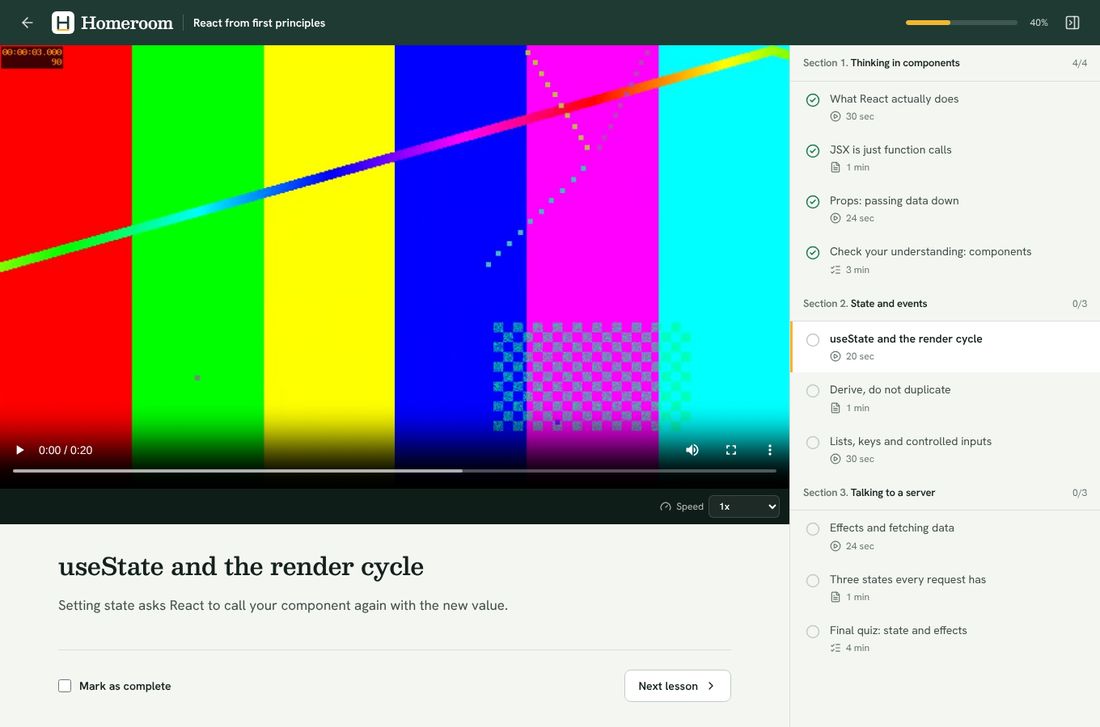 Homeroom
React from first principles
40%
00:00:03.000
90
0:00 / 0:20
Speed
1x
useState and the render cycle
Setting state asks React to call your component again with the new value.
Mark as complete
Next lesson
Section 1. Thinking in components
4/4
What React actually does
30 sec
JSX is just function calls
1 min
Props: passing data down
24 sec
Check your understanding: components
3 min
Section 2. State and events
0/3
useState and the render cycle
20 sec
Derive, do not duplicate
1 min
Lists, keys and controlled inputs
30 sec
Section 3. Talking to a server
0/3
Effects and fetching data
24 sec
Three states every request has
1 min
Final quiz: state and effects
4 min